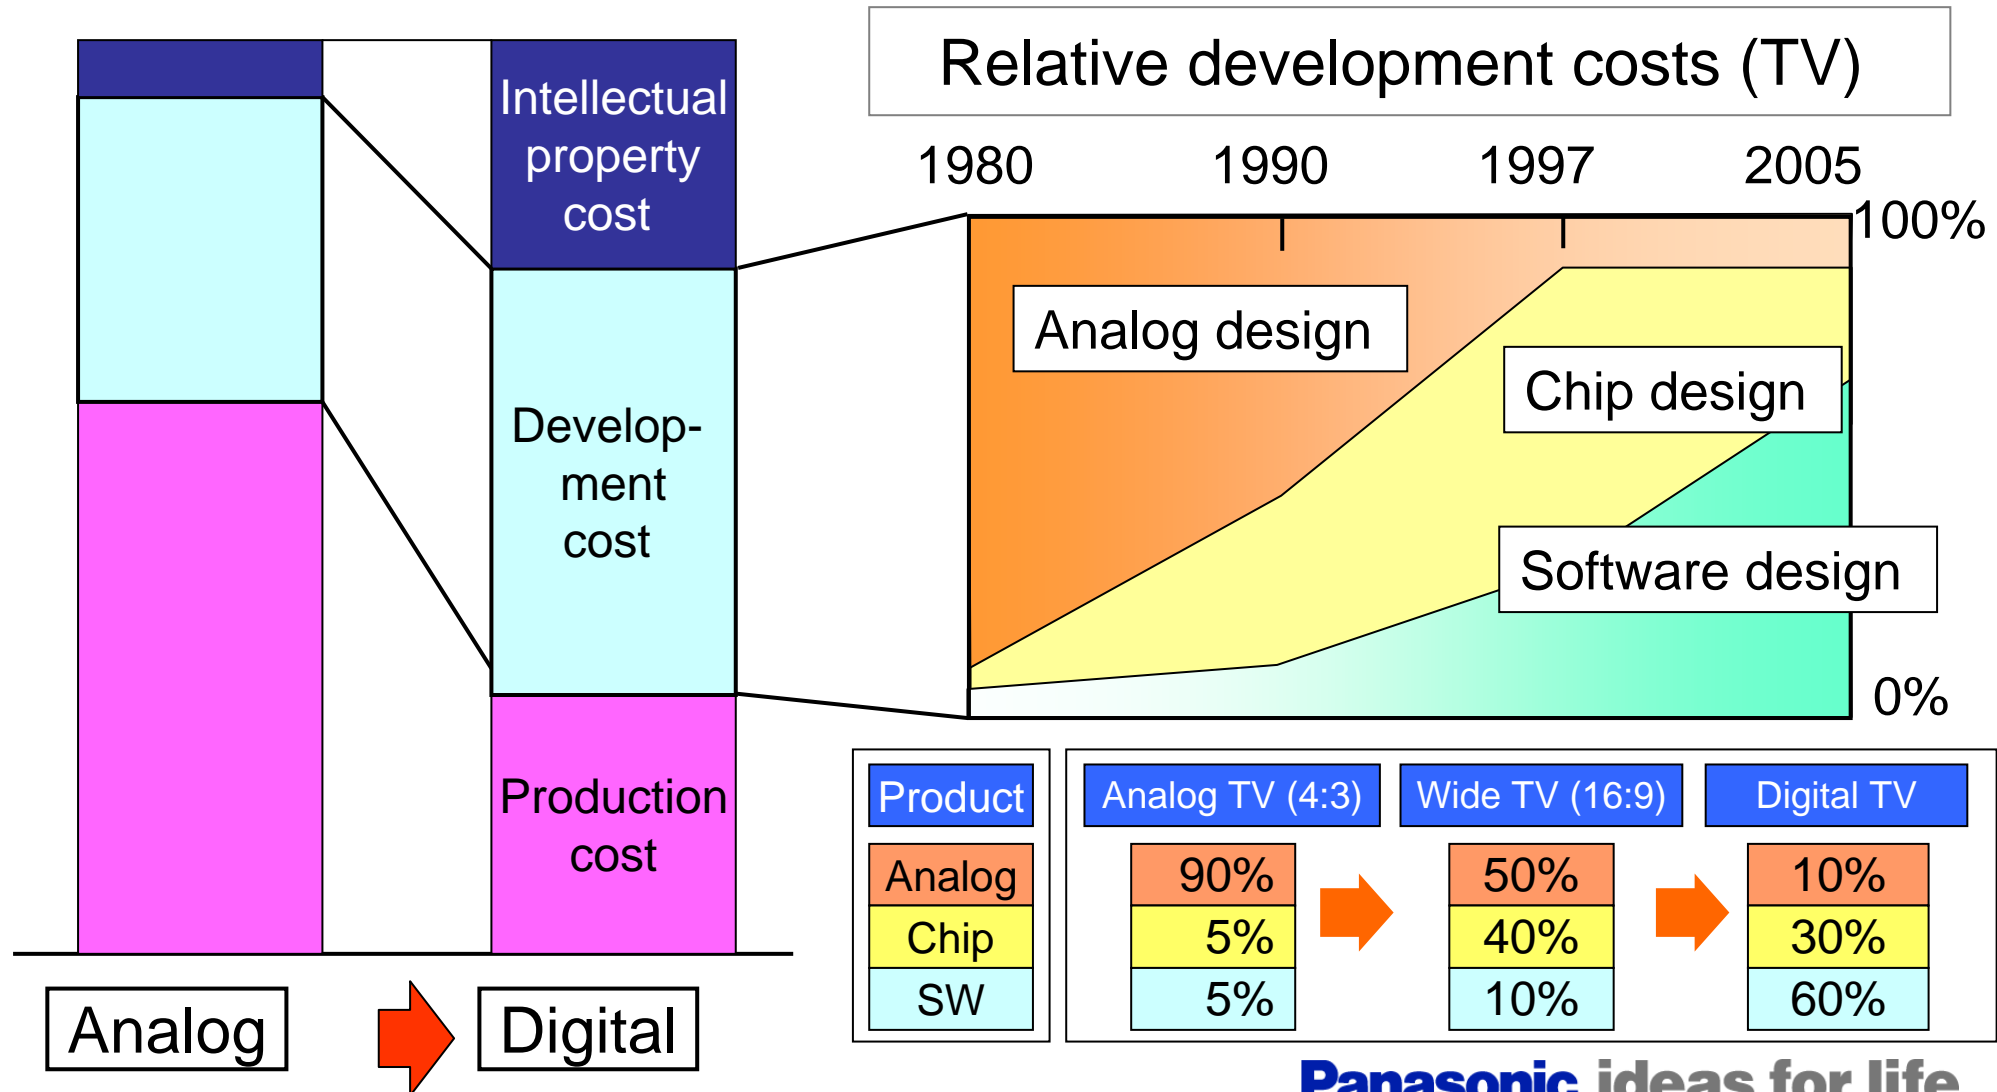 Relative development costs (TV)
Intellectual
property
cost
Develop-
ment
cost
Production
cost
Analog
Digital
1980 1990 1997 2005
100%
Analog design
Chip design
Software design
0%
Product Analog TV (4:3) Wide TV (16:9) Digital TV
Analog 90% 50% 10%
Chip 5% 40% 30%
SW 5% 10% 60%
Panasonic ideas for life